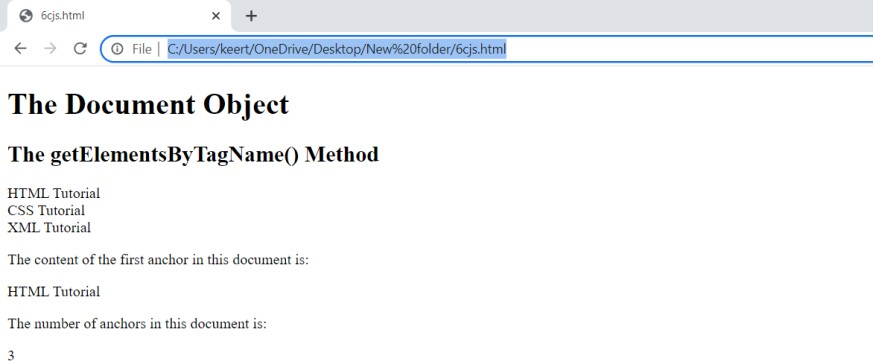 6cjs.html
File | C:/Users/keert/OneDrive/Desktop/New%20folder/6cjs.html
The Document Object
The getElementsByTagName() Method
HTML Tutorial
CSS Tutorial
XML Tutorial
The content of the first anchor in this document is:
HTML Tutorial
The number of anchors in this document is:
3